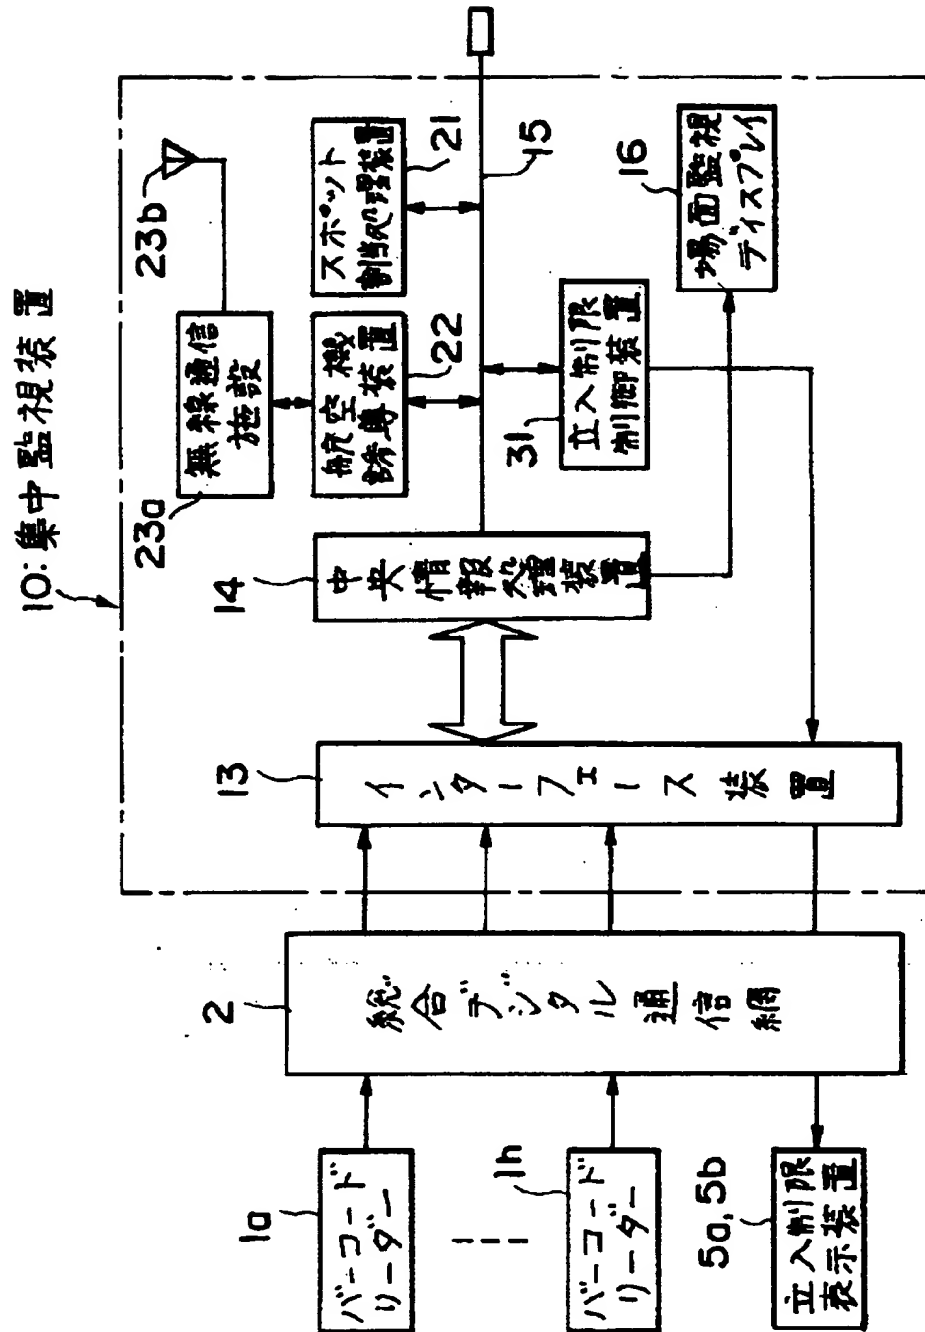 10:集中監視装置
23b
無線通信
施設
23a
スポット
割当処理装置
21
航空機
誘導装置
22
15
16
場面監視
ディスプレイ
31
立入制限
制御装置
14
中央情報処理装置
13
インターフェース装置
2
総合デジタル通信網
1a
バーコード
リーダー
1h
バーコード
リーダー
5a,5b
立入制限
表示装置